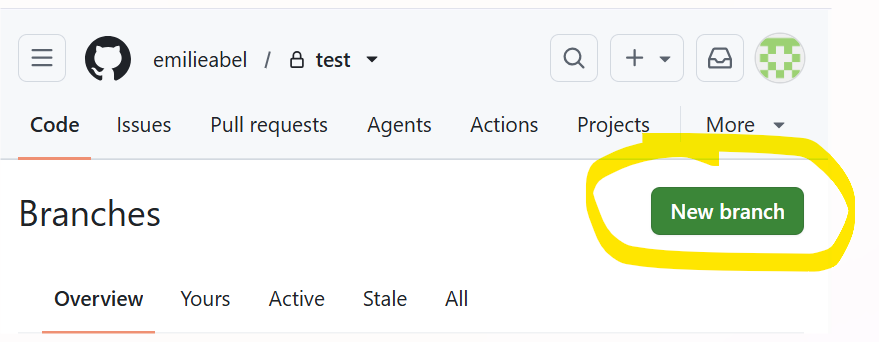 emilieabel / test
Code Issues Pull requests Agents Actions Projects More
Branches
New branch
Overview Yours Active Stale All